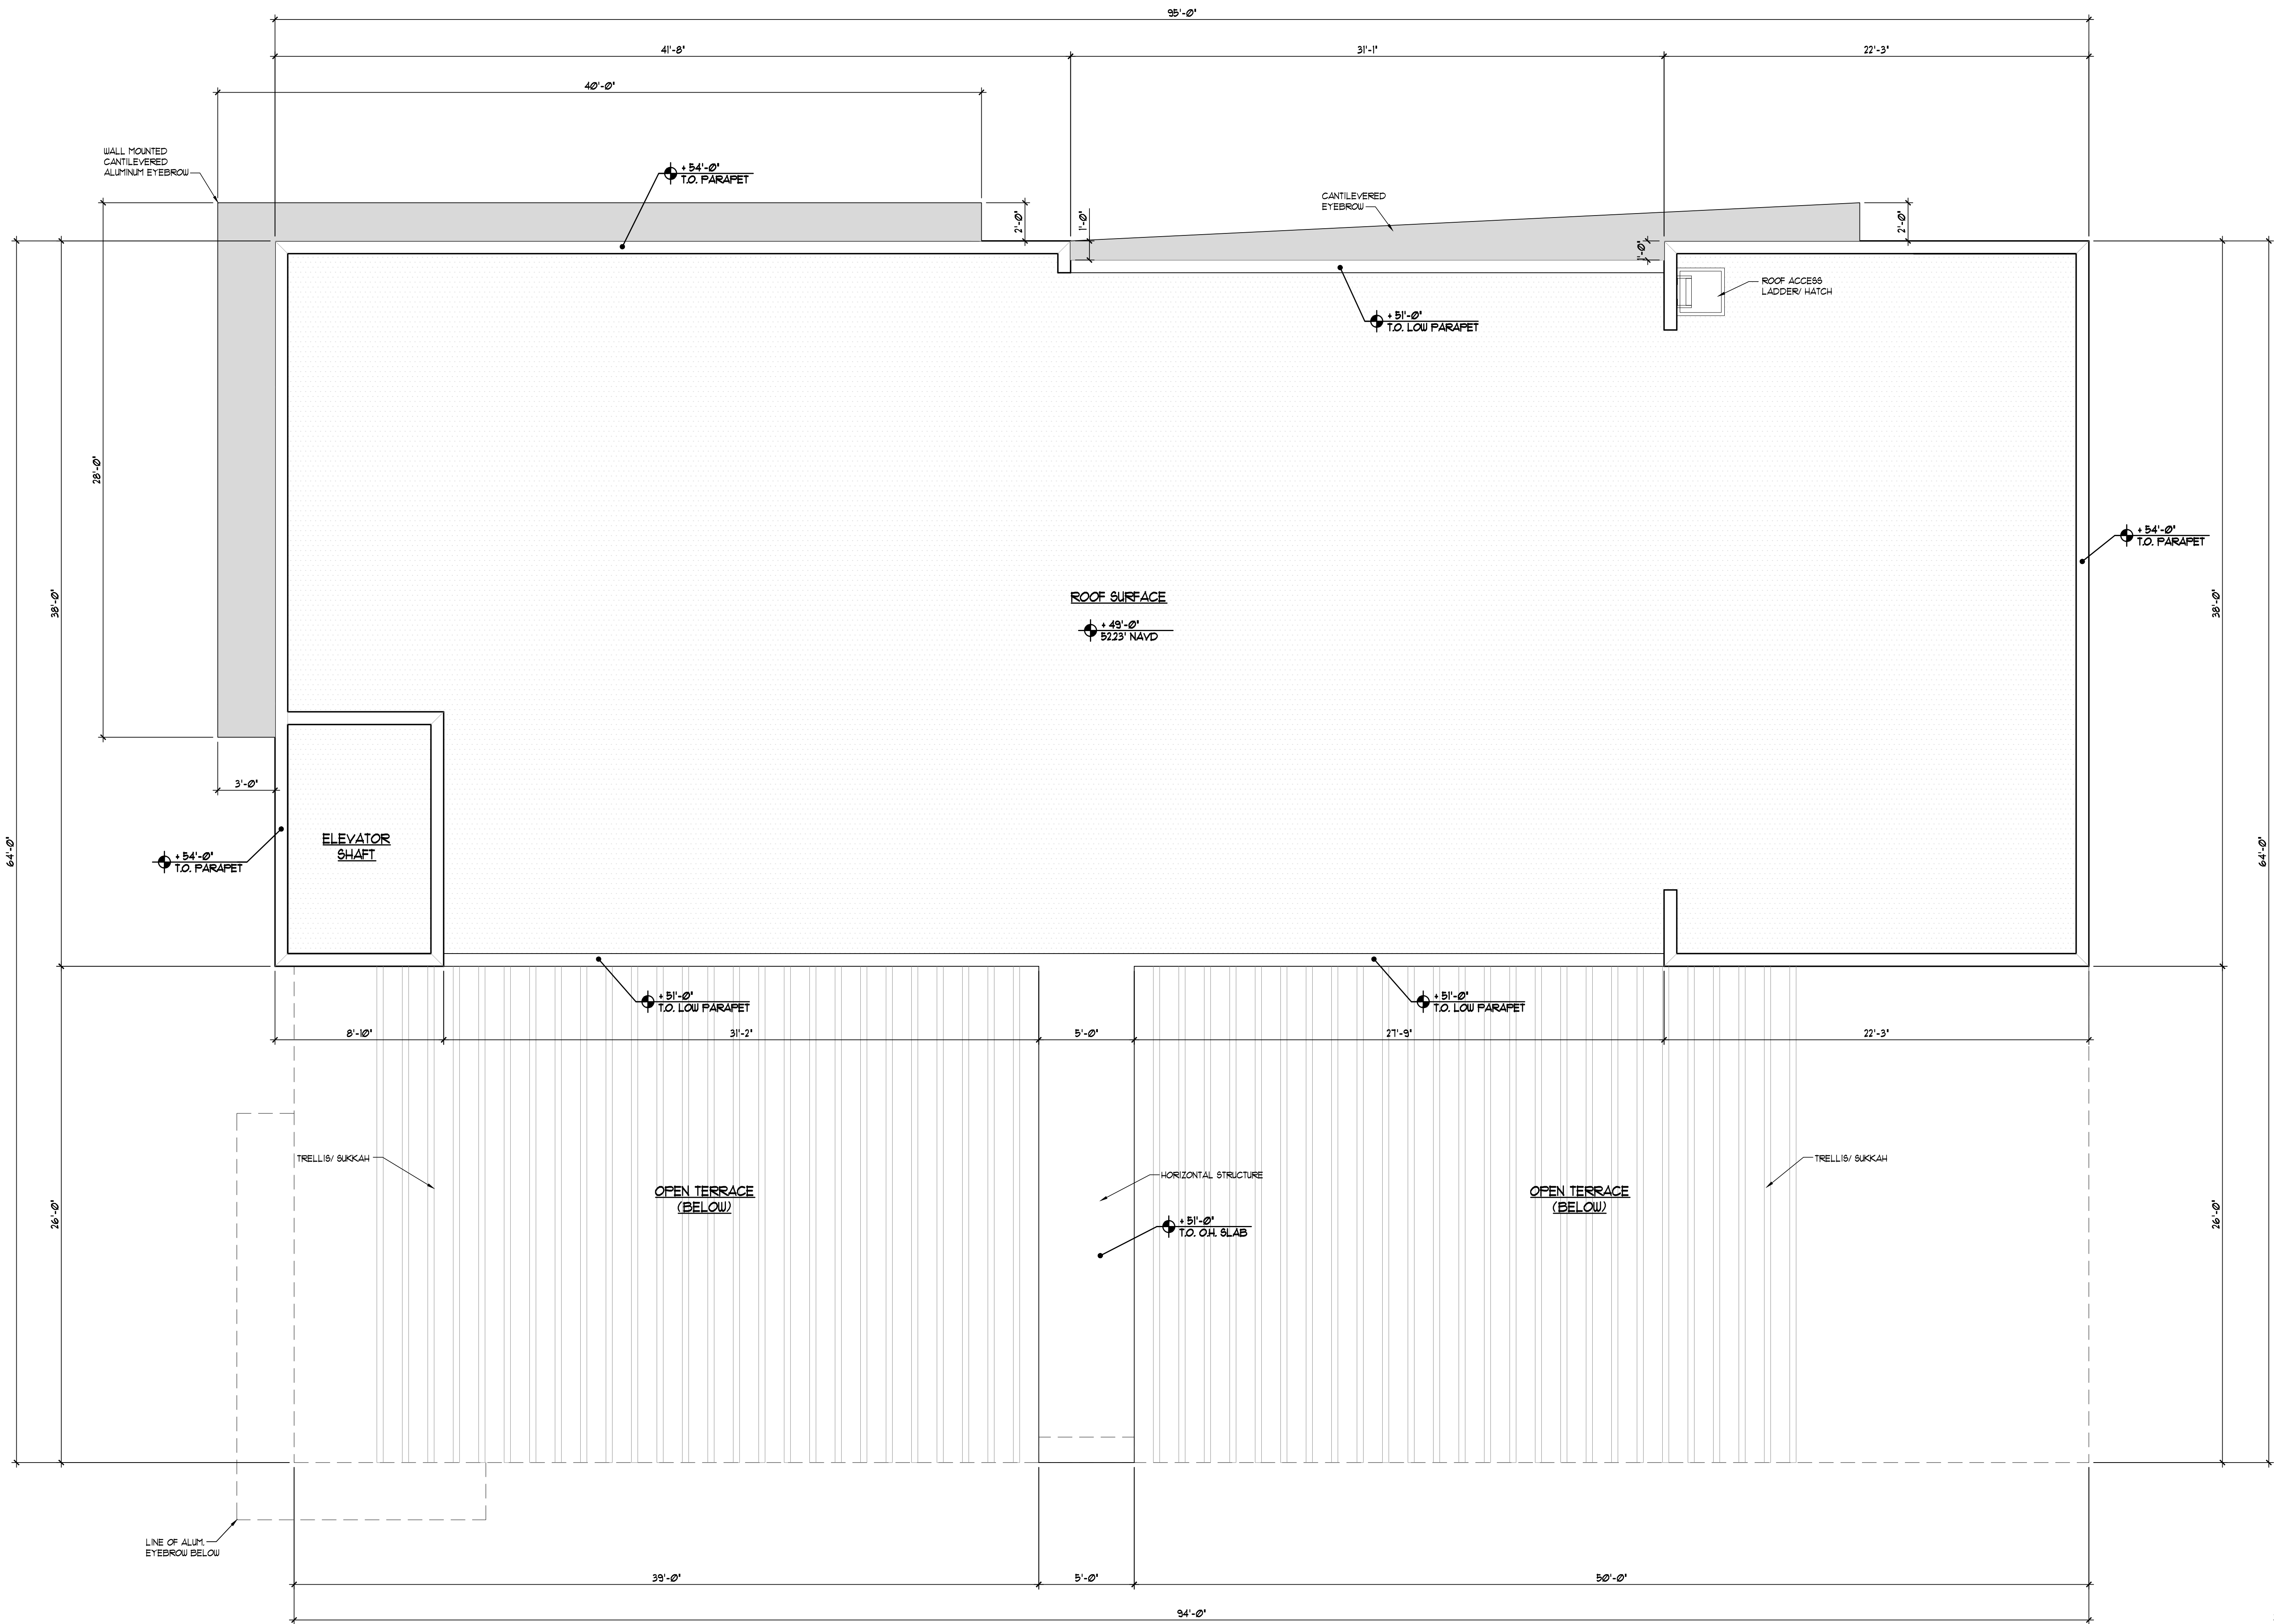 95'-0"
41'-8"
31'-1"
22'-3"
40'-0"
WALL MOUNTED
CANTILEVERED
ALUMINUM EYEBROW
+ 54'-0"
T.O. PARAPET
CANTILEVERED
EYEBROW
2'-0"
1'-0"
1'-0"
2'-0"
ROOF ACCESS
LADDER/ HATCH
+ 51'-0"
T.O. LOW PARAPET
28'-0"
38'-0"
64'-0"
+ 54'-0"
T.O. PARAPET
ROOF SURFACE
+ 49'-0"
52.23' NAVD
38'-0"
64'-0"
3'-0"
ELEVATOR
SHAFT
+ 54'-0"
T.O. PARAPET
+ 51'-0"
T.O. LOW PARAPET
+ 51'-0"
T.O. LOW PARAPET
8'-10"
31'-2"
5'-0"
27'-9"
22'-3"
TRELLIS/ SUKKAH
HORIZONTAL STRUCTURE
TRELLIS/ SUKKAH
OPEN TERRACE
(BELOW)
OPEN TERRACE
(BELOW)
26'-0"
26'-0"
+ 51'-0"
T.O. O.H. SLAB
LINE OF ALUM.
EYEBROW BELOW
39'-0"
5'-0"
50'-0"
94'-0"